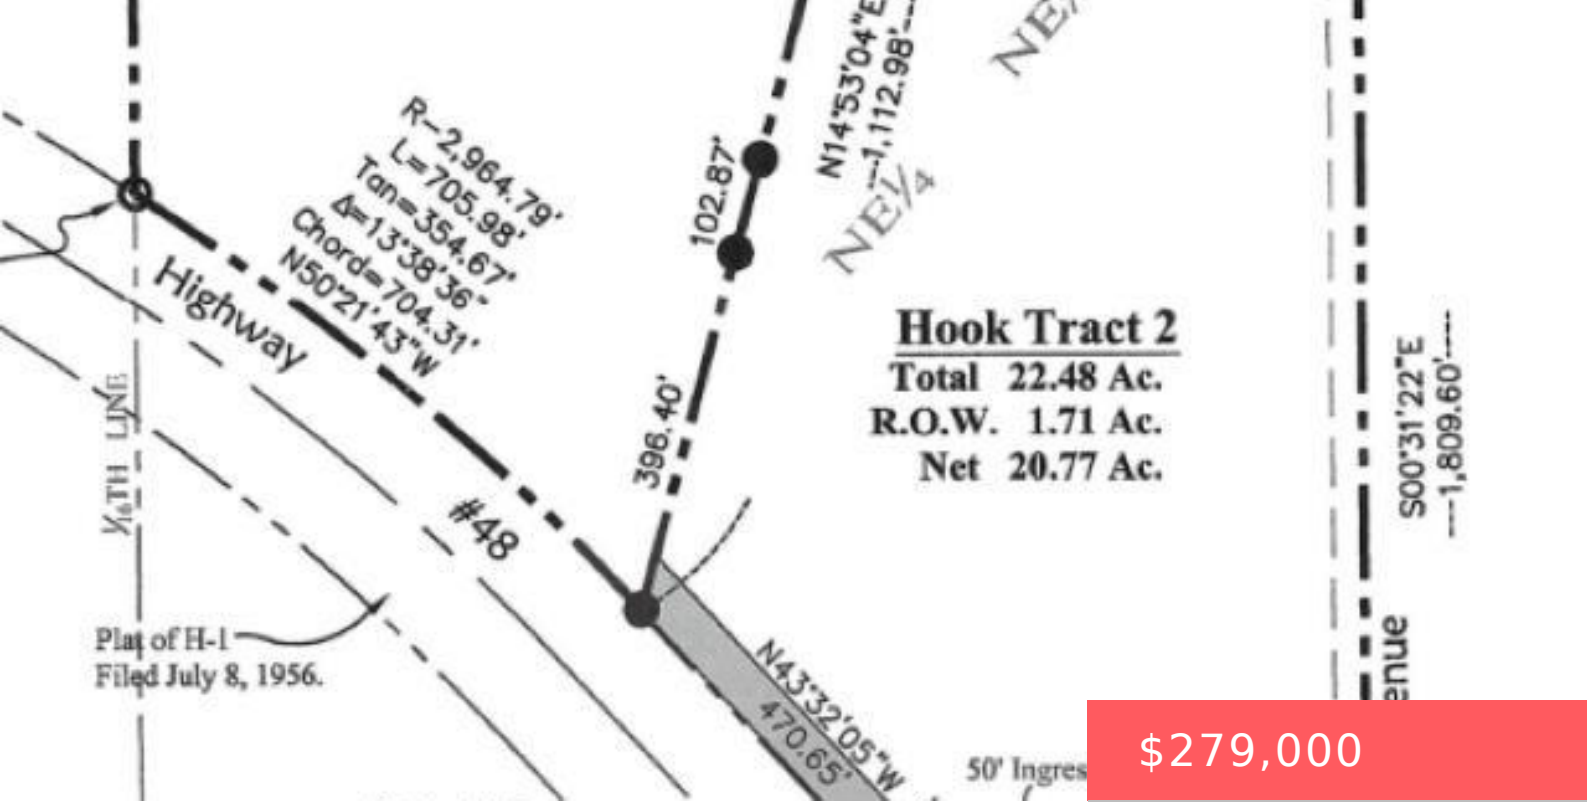 NE
N14°53'04"E
---1,112.98'---
NE¼
102.87'
R-2,964.79'
L=705.98'
Tan=354.67'
Δ=13°38'36"
Chord=704.31'
N50°21'43"W
Highway
#48
396.40'
Hook Tract 2
Total 22.48 Ac.
R.O.W. 1.71 Ac.
Net 20.77 Ac.
S00°31'22"E
---1,809.60'---
enue
1/16TH LINE
Plat of H-1
Filed July 8, 1956.
N43°32'05"W
470.65'
50' Ingres
$279,000